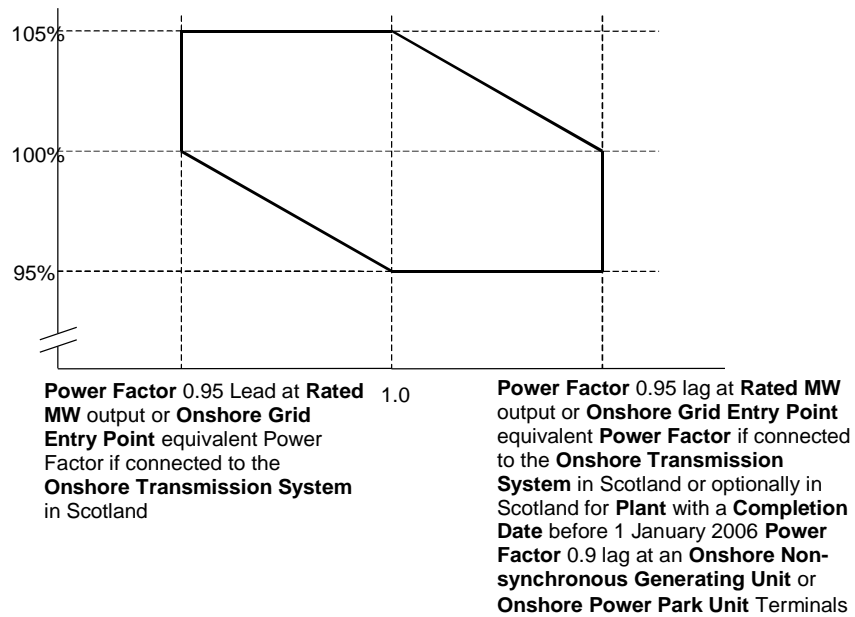 105%
100%
95%
Power Factor 0.95 Lead at Rated
MW output or Onshore Grid
Entry Point equivalent Power
Factor if connected to the
Onshore Transmission System
in Scotland
1.0
Power Factor 0.95 lag at Rated MW
output or Onshore Grid Entry Point
equivalent Power Factor if connected
to the Onshore Transmission
System in Scotland or optionally in
Scotland for Plant with a Completion
Date before 1 January 2006 Power
Factor 0.9 lag at an Onshore Non-
synchronous Generating Unit or
Onshore Power Park Unit Terminals